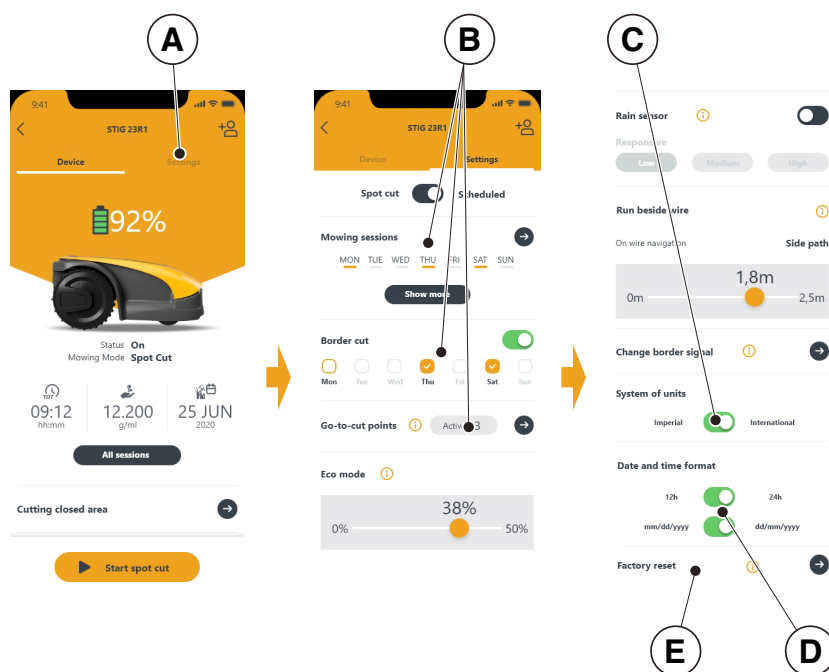 A
B
C
9:41
STIG 23R1
Device
Settings
92%
Status On
Mowing Mode Spot Cut
TOT
09:12
hh:mm
12.200
g/ml
25 JUN
2020
All sessions
Cutting closed area
Start spot cut
9:41
STIG 23R1
Device
Settings
Spot cut
Scheduled
Mowing sessions
MON TUE WED THU FRI SAT SUN
Show more
Border cut
Mon Tue Wed Thu Fri Sat Sun
Go-to-cut points
3
Eco mode
38%
0%
50%
Rain sensor
Responsive
Low
Medium
High
Run beside wire
On wire navigation
Side path
1,8m
0m
2,5m
Change border signal
System of units
Imperial
International
Date and time format
12h
24h
mm/dd/yyyy
dd/mm/yyyy
Factory reset
E
D